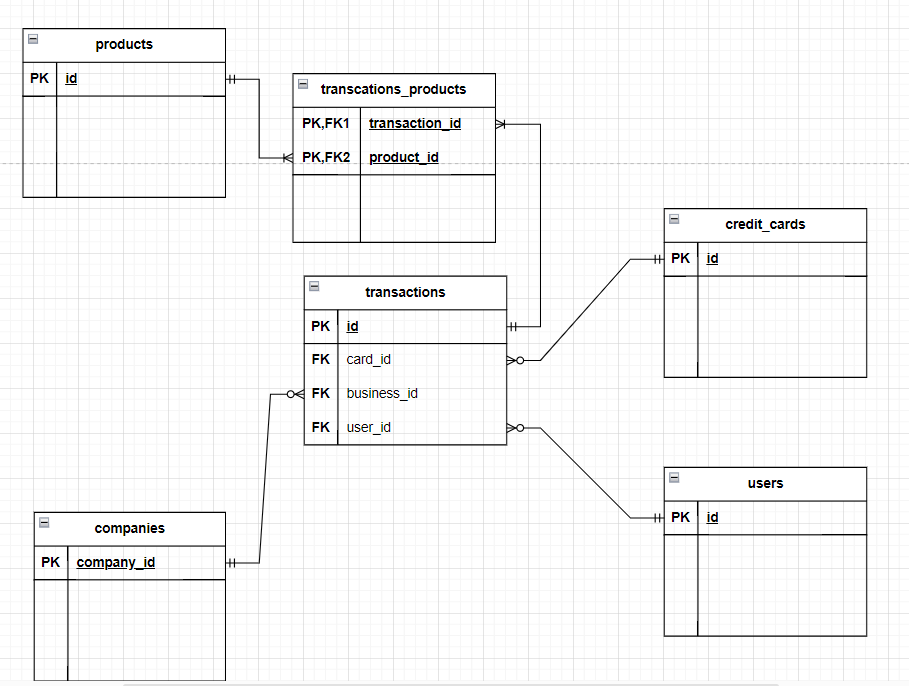 products
PK id
transcations_products
PK,FK1 transaction_id
PK,FK2 product_id
credit_cards
PK id
transactions
PK id
FK card_id
FK business_id
FK user_id
users
PK id
companies
PK company_id